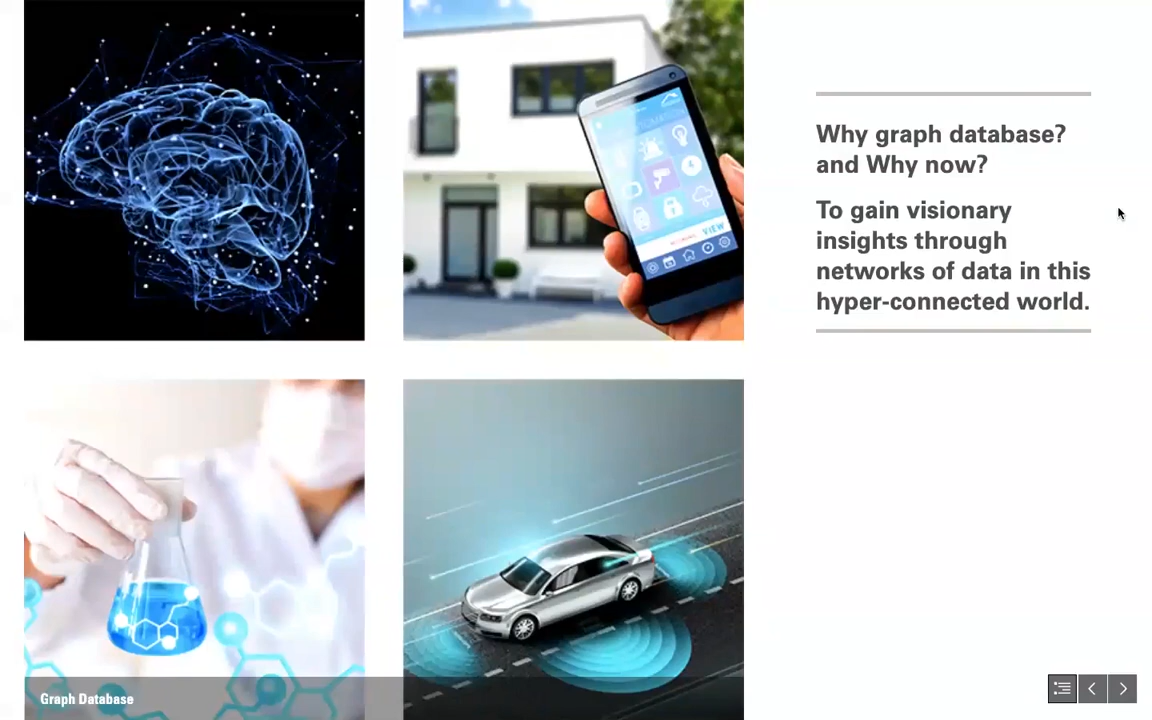 Why graph database?
and Why now?
To gain visionary
insights through
networks of data in this
hyper-connected world.
VIEW
Graph Database